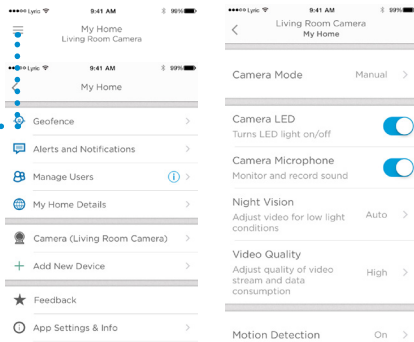 Lyric 9:41 AM 99%
My Home
Living Room Camera
Lyric 9:41 AM 99%
My Home
Geofence
Alerts and Notifications
Manage Users
My Home Details
Camera (Living Room Camera)
Add New Device
Feedback
App Settings & Info
Lyric 9:41 AM 99%
Living Room Camera
My Home
Camera Mode Manual
Camera LED
Turns LED light on/off
Camera Microphone
Monitor and record sound
Night Vision
Adjust video for low light Auto
conditions
Video Quality
Adjust quality of video
stream and data High
consumption
Motion Detection On